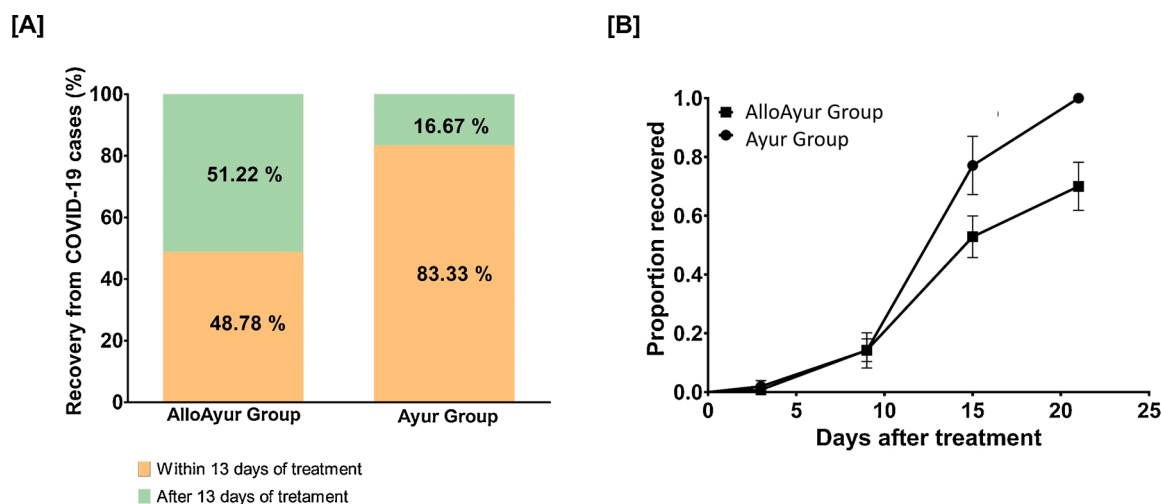 [A]
Recovery from COVID-19 cases (%)
100
80
60
40
20
0
51.22 %
48.78 %
16.67 %
83.33 %
AlloAyur Group
Ayur Group
Within 13 days of treatment
After 13 days of tretament
[B]
Proportion recovered
1.0
0.8
0.6
0.4
0.2
0.0
AlloAyur Group
Ayur Group
0 5 10 15 20 25
Days after treatment